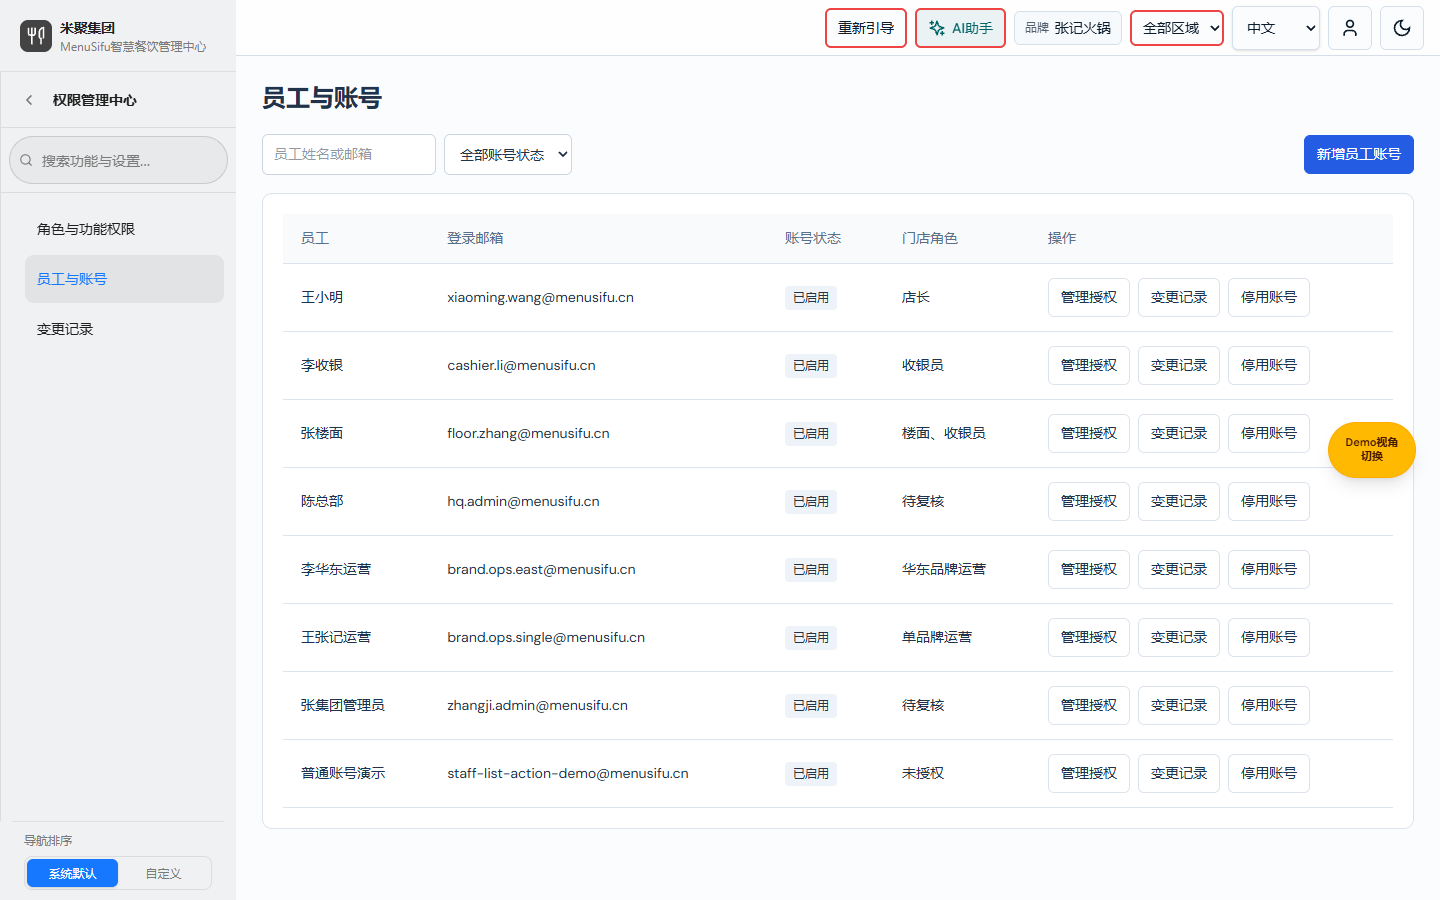 米聚集团
MenuSifu智慧餐饮管理中心
重新引导
AI助手
品牌 张记火锅
全部区域
中文
权限管理中心
搜索功能与设置...
角色与功能权限
员工与账号
变更记录
导航排序
系统默认
自定义
员工与账号
员工姓名或邮箱
全部账号状态
新增员工账号
员工 登录邮箱 账号状态 门店角色 操作
王小明 xiaoming.wang@menusifu.cn 已启用 店长 管理授权 变更记录 停用账号
李收银 cashier.li@menusifu.cn 已启用 收银员 管理授权 变更记录 停用账号
张楼面 floor.zhang@menusifu.cn 已启用 楼面、收银员 管理授权 变更记录 停用账号
陈总部 hq.admin@menusifu.cn 已启用 待复核 管理授权 变更记录 停用账号
李华东运营 brand.ops.east@menusifu.cn 已启用 华东品牌运营 管理授权 变更记录 停用账号
王张记运营 brand.ops.single@menusifu.cn 已启用 单品牌运营 管理授权 变更记录 停用账号
张集团管理员 zhangji.admin@menusifu.cn 已启用 待复核 管理授权 变更记录 停用账号
普通账号演示 staff-list-action-demo@menusifu.cn 已启用 未授权 管理授权 变更记录 停用账号
Demo视角
切换